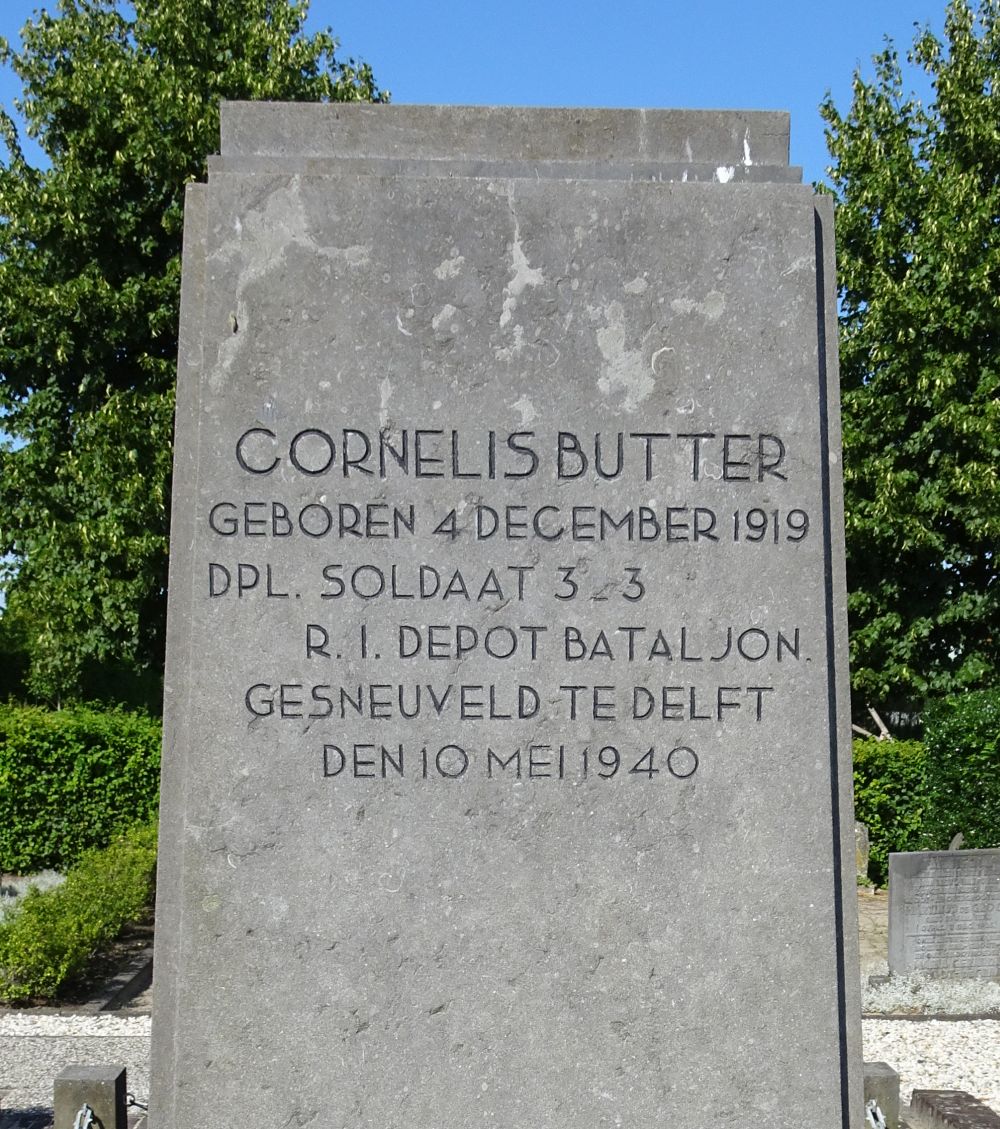 CORNELIS BUTTER
GEBOREN 4 DECEMBER 1919
DPL. SOLDAAT 3-3
R. I. DEPOT BATALJON.
GESNEUVELD TE DELFT
DEN 10 MEI 1940